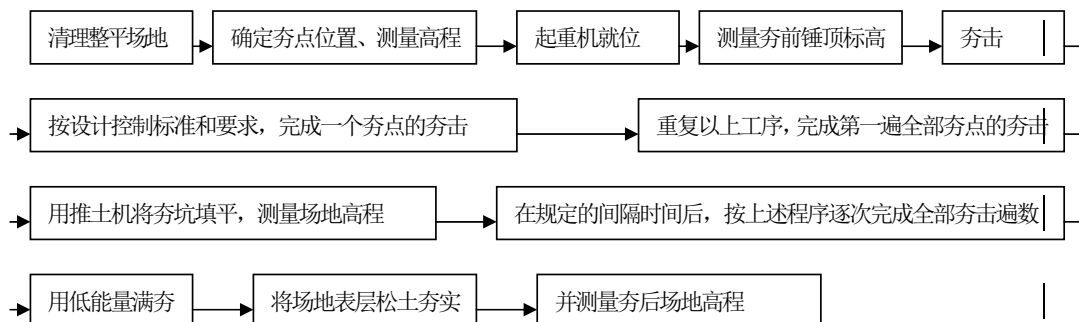 清理整平场地 确定夯点位置、测量高程 起重机就位 测量夯前锤顶标高 夯击
按设计控制标准和要求，完成一个夯点的夯击 重复以上工序，完成第一遍全部夯点的夯击
用推土机将夯坑填平，测量场地高程 在规定的间隔时间后，按上述程序逐次完成全部夯击遍数
用低能量满夯 将场地表层松土夯实 并测量夯后场地高程